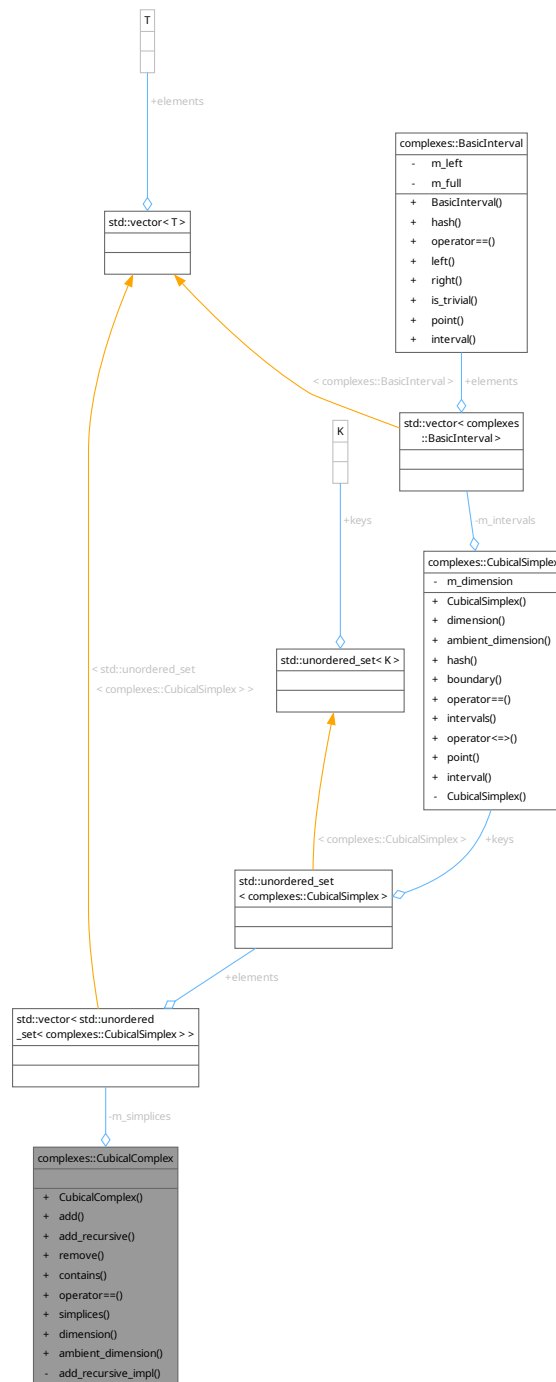 T
+elements
complexes::BasicInterval
- m_left
- m_full
+ BasicInterval()
+ hash()
+ operator==()
+ left()
+ right()
+ is_trivial()
+ point()
+ interval()
std::vector< T >
< complexes::BasicInterval >
+elements
K
std::vector< complexes
::BasicInterval >
+keys
-m_intervals
complexes::CubicalSimplex
- m_dimension
+ CubicalSimplex()
+ dimension()
+ ambient_dimension()
+ hash()
+ boundary()
+ operator==()
+ intervals()
+ operator<=>()
+ point()
+ interval()
- CubicalSimplex()
std::unordered_set< K >
< std::unordered_set
< complexes::CubicalSimplex > >
< complexes::CubicalSimplex >
+keys
std::unordered_set
< complexes::CubicalSimplex >
+elements
std::vector< std::unordered
_set< complexes::CubicalSimplex > >
-m_simplices
complexes::CubicalComplex
+ CubicalComplex()
+ add()
+ add_recursive()
+ remove()
+ contains()
+ operator==()
+ simplices()
+ dimension()
+ ambient_dimension()
- add_recursive_impl()